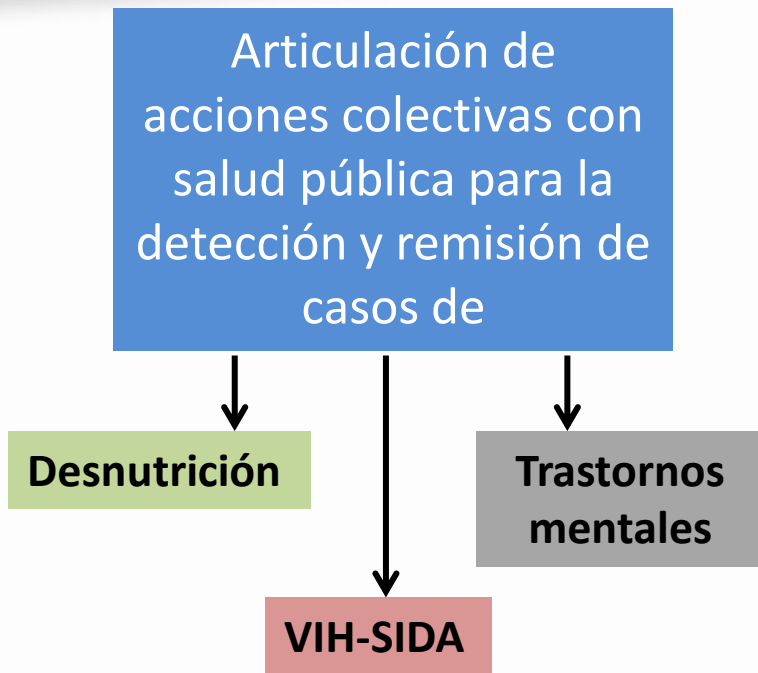 Articulación de
acciones colectivas con
salud pública para la
detección y remisión de
casos de
Desnutrición
Trastornos
mentales
VIH-SIDA